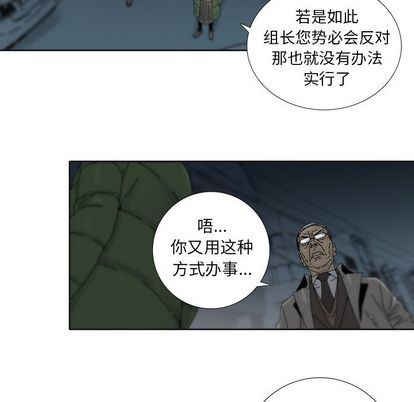 若是如此
组长您势必会反对
那也就没有办法
实行了
唔...
你又用这种
方式办事...